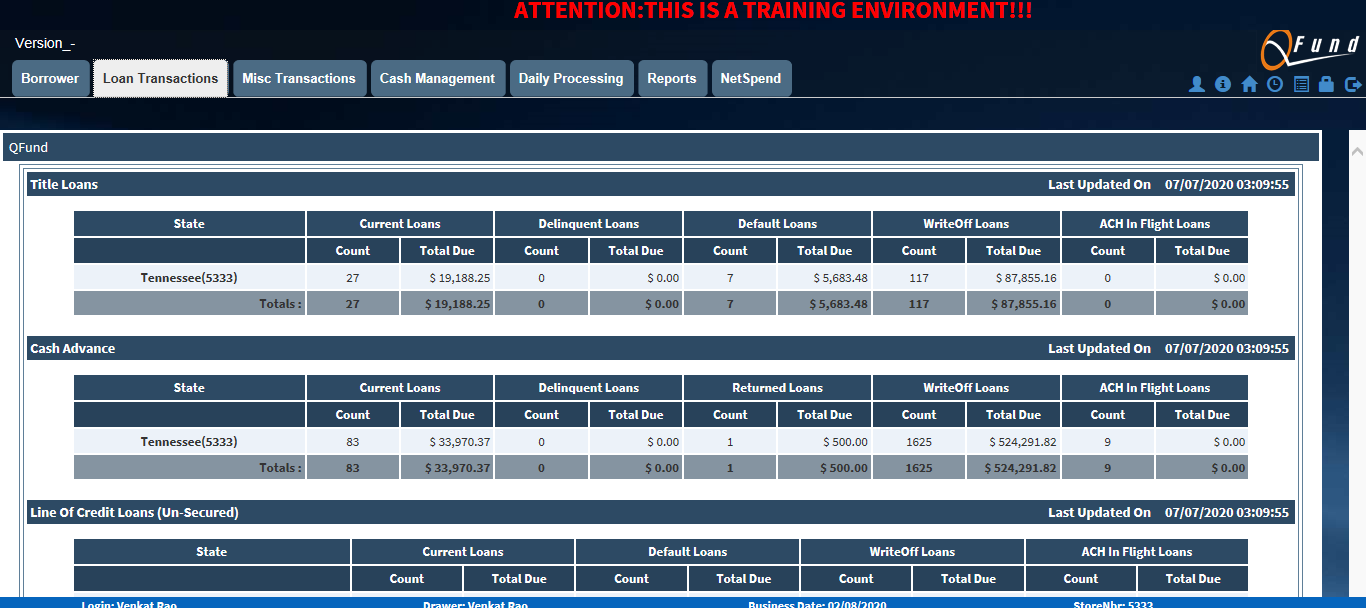 ATTENTION:THIS IS A TRAINING ENVIRONMENT!!!
Version_-
QFund
Borrower Loan Transactions Misc Transactions Cash Management Daily Processing Reports NetSpend
QFund
Title Loans Last Updated On 07/07/2020 03:09:55
State Current Loans Delinquent Loans Default Loans WriteOff Loans ACH In Flight Loans
Count Total Due Count Total Due Count Total Due Count Total Due Count Total Due
Tennessee(5333) 27 $ 19,188.25 0 $ 0.00 7 $ 5,683.48 117 $ 87,855.16 0 $ 0.00
Totals : 27 $ 19,188.25 0 $ 0.00 7 $ 5,683.48 117 $ 87,855.16 0 $ 0.00
Cash Advance Last Updated On 07/07/2020 03:09:55
State Current Loans Delinquent Loans Returned Loans WriteOff Loans ACH In Flight Loans
Count Total Due Count Total Due Count Total Due Count Total Due Count Total Due
Tennessee(5333) 83 $ 33,970.37 0 $ 0.00 1 $ 500.00 1625 $ 524,291.82 9 $ 0.00
Totals : 83 $ 33,970.37 0 $ 0.00 1 $ 500.00 1625 $ 524,291.82 9 $ 0.00
Line Of Credit Loans (Un-Secured) Last Updated On 07/07/2020 03:09:55
State Current Loans Default Loans WriteOff Loans ACH In Flight Loans
Count Total Due Count Total Due Count Total Due Count Total Due
Login: Venkat Rao Drawer: Venkat Rao Business Date: 02/08/2020 StoreNbr: 5333